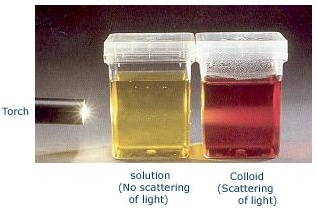 Torch
solution
(No scattering
of light)
Colloid
(Scattering
of light)